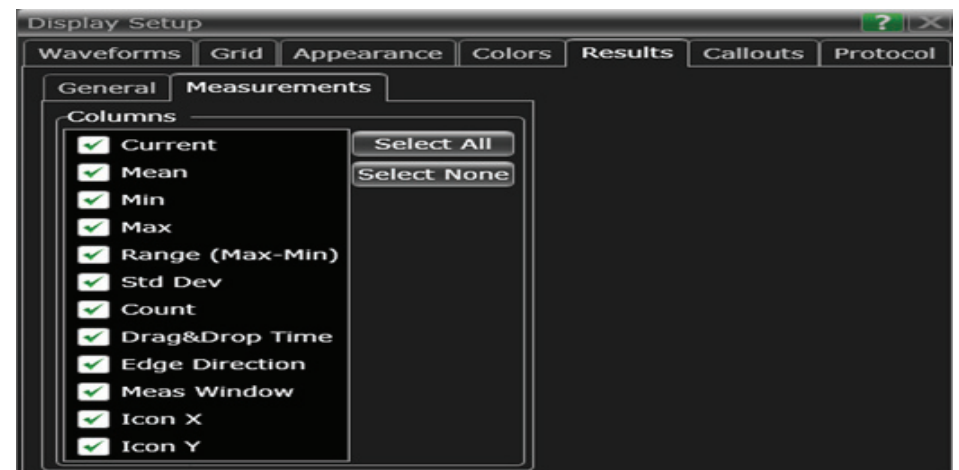 Display Setup ? X
Waveforms Grid Appearance Colors Results Callouts Protocol
General Measurements
Columns
Current Select All
Mean Select None
Min
Max
Range (Max-Min)
Std Dev
Count
Drag&Drop Time
Edge Direction
Meas Window
Icon X
Icon Y